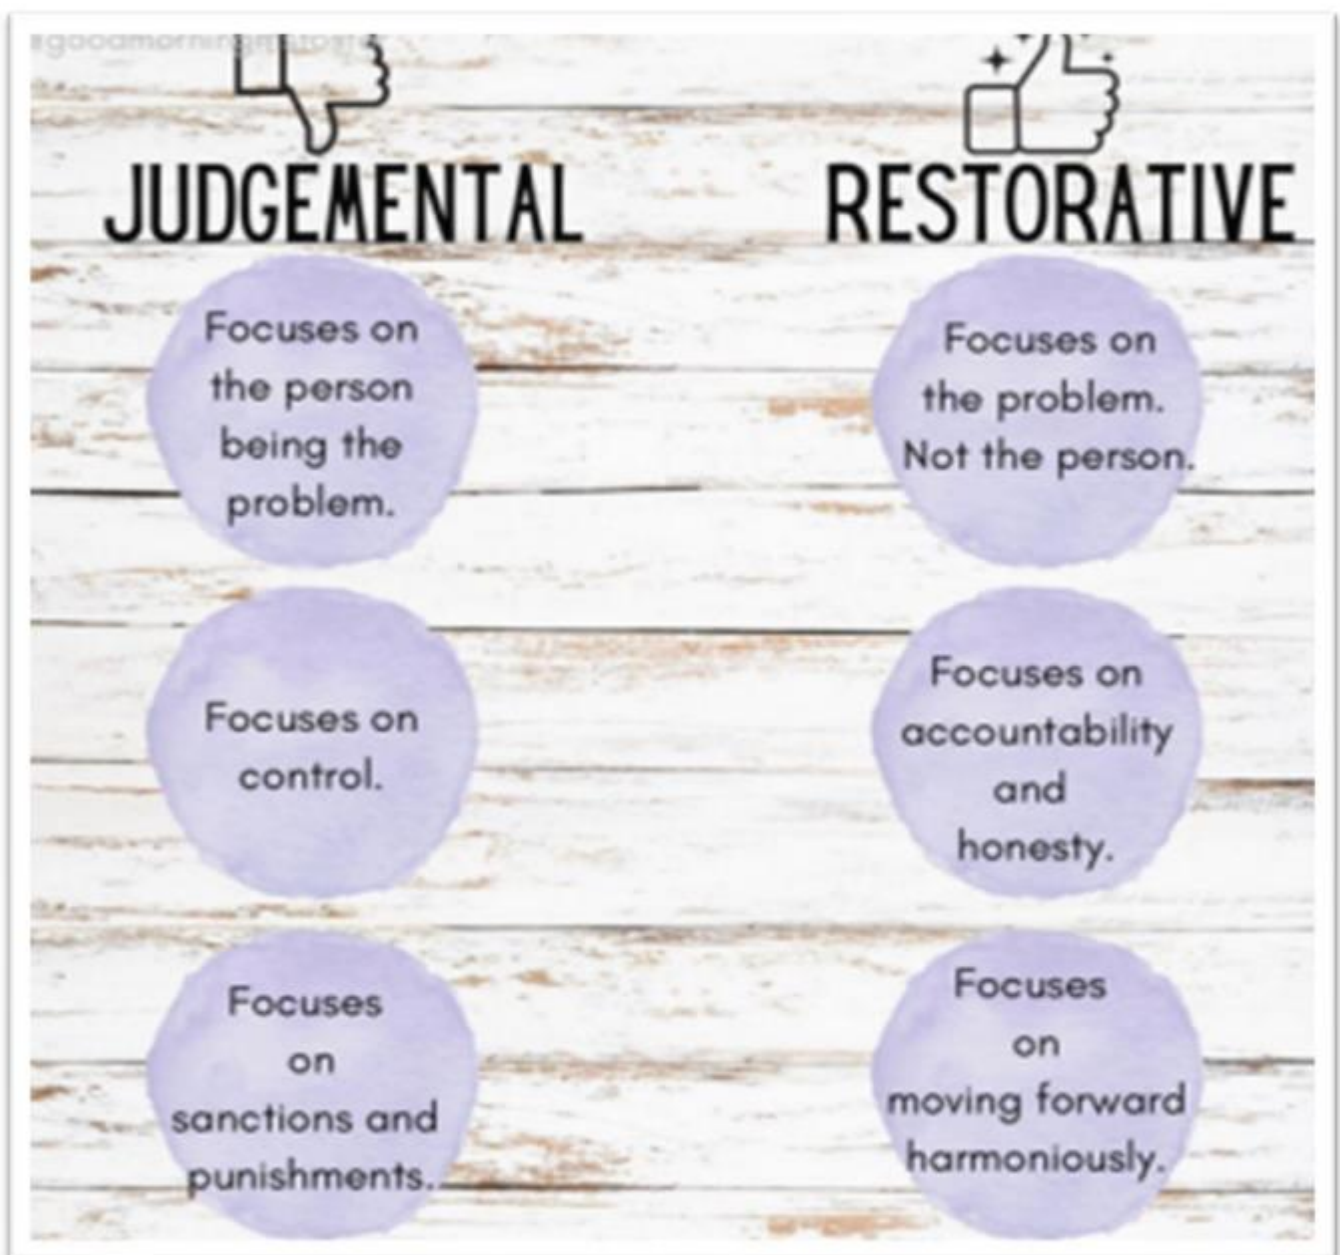 JUDGEMENTAL
Focuses on
the person
being the
problem.
Focuses on
control.
Focuses
on
sanctions and
punishments.
RESTORATIVE
Focuses on
the problem.
Not the person.
Focuses on
accountability
and
honesty.
Focuses
on
moving forward
harmoniously.